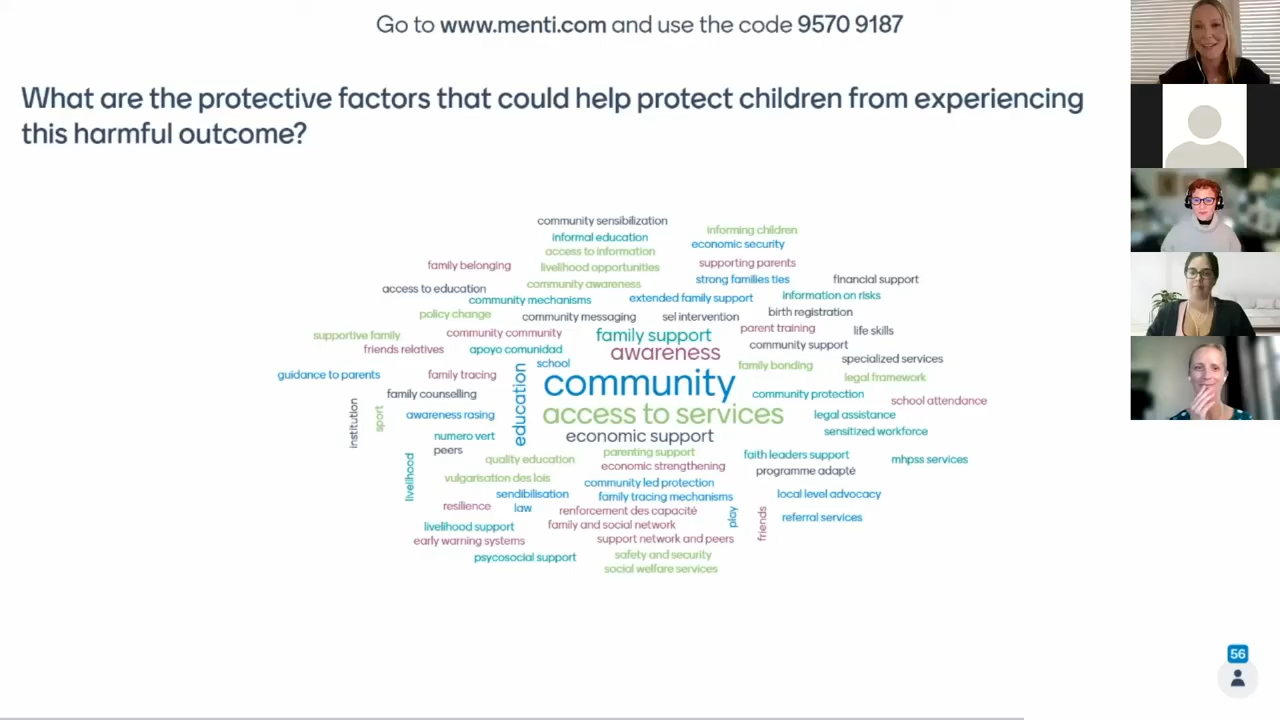 Go to www.menti.com and use the code 9570 9187
What are the protective factors that could help protect children from experiencing
this harmful outcome?
community sensibilization
informing children
informal education
economic security
access to information
supporting parents
family belonging
livelihood opportunities
strong families ties
financial support
community awareness
access to education
community mechanisms
extended family support
information on risks
policy change
community messaging
sel intervention
birth registration
supportive family
community community
family support
parent training
life skills
friends relatives
apoyo comunidad
awareness
community support
school
family bonding
specialized services
guidance to parents
family tracing
education
community
legal framework
family counselling
community protection
school attendance
institution
sport
awareness rasing
access to services
legal assistance
numero vert
economic support
sensitized workforce
peers
quality education
parenting support
faith leaders support
mhpss services
livelihood
economic strengthening
programme adapté
vulgarisation des lois
community led protection
sendibilisation
family tracing mechanisms
local level advocacy
resilience
law
renforcement des capacité
play
friends
referral services
livelihood support
family and social network
early warning systems
support network and peers
psycosocial support
safety and security
social welfare services
56